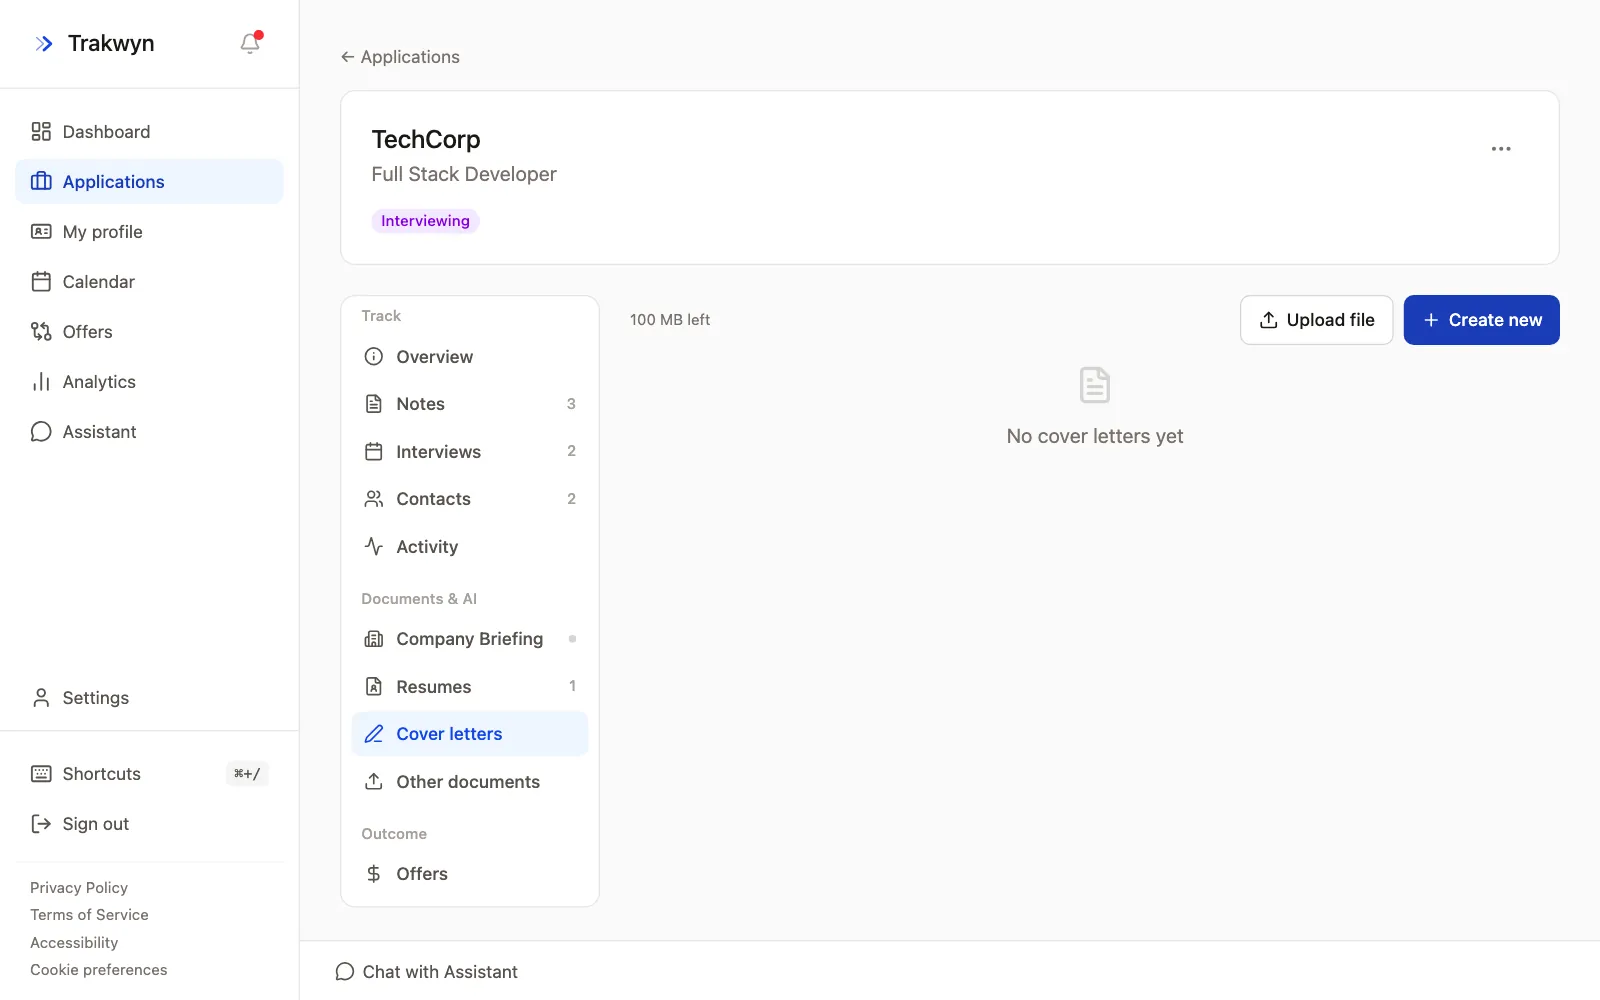 Trakwyn
Dashboard
Applications
My profile
Calendar
Offers
Analytics
Assistant
Settings
Shortcuts ⌘+/
Sign out
Privacy Policy
Terms of Service
Accessibility
Cookie preferences
← Applications
TechCorp
Full Stack Developer
Interviewing
Track
Overview
Notes 3
Interviews 2
Contacts 2
Activity
Documents & AI
Company Briefing
Resumes 1
Cover letters
Other documents
Outcome
Offers
100 MB left
Upload file
+ Create new
No cover letters yet
Chat with Assistant